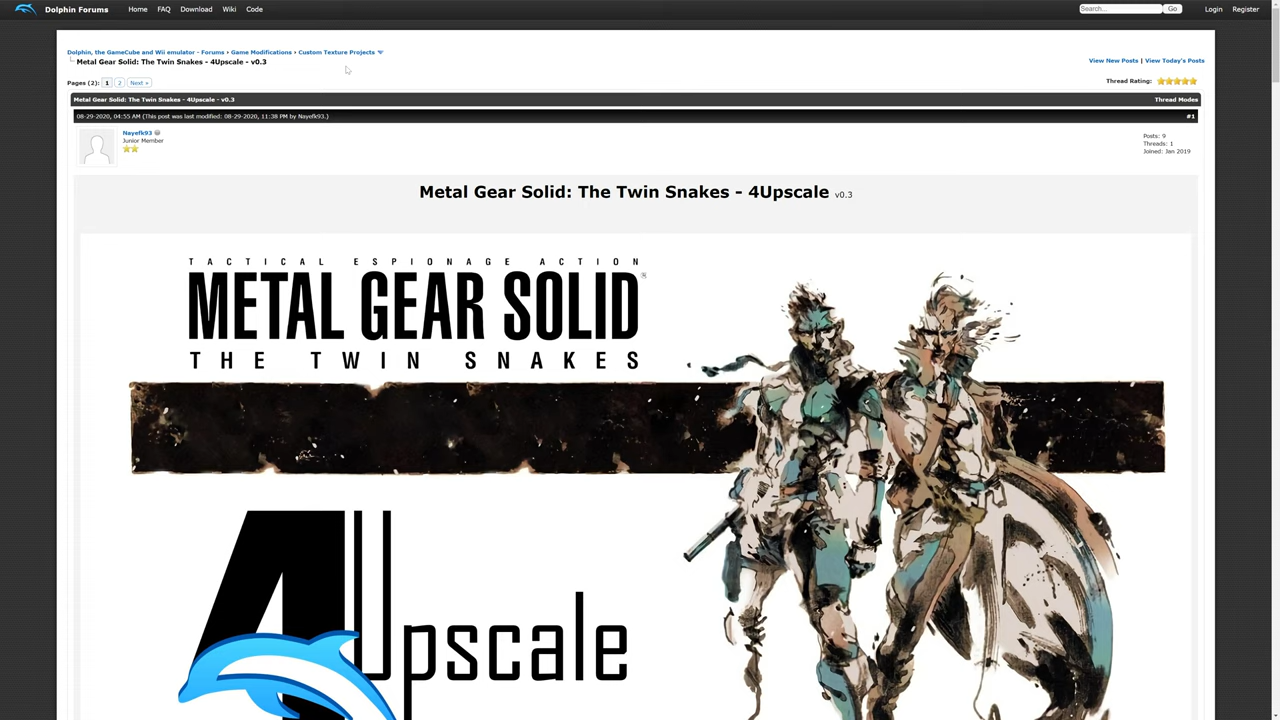 Dolphin Forums Home FAQ Download Wiki Code Search... Go Login Register
Dolphin, the GameCube and Wii emulator - Forums › Game Modifications › Custom Texture Projects
Metal Gear Solid: The Twin Snakes - 4Upscale - v0.3
View New Posts | View Today's Posts
Pages (2): 1 2 Next »
Thread Rating:
Metal Gear Solid: The Twin Snakes - 4Upscale - v0.3 Thread Modes
08-29-2020, 04:55 AM (This post was last modified: 08-29-2020, 11:38 PM by Nayefk93.) #1
Nayefk93
Junior Member
Posts: 9
Threads: 1
Joined: Jan 2019
Metal Gear Solid: The Twin Snakes - 4Upscale v0.3
TACTICAL ESPIONAGE ACTION
METAL GEAR SOLID
THE TWIN SNAKES
4Upscale